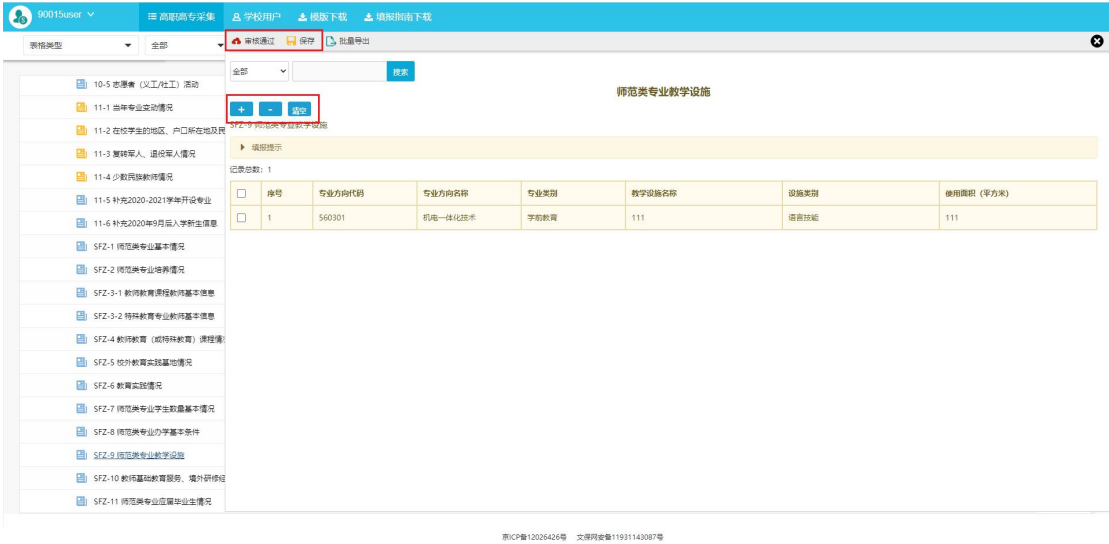 90015user 高职高专采集 学校用户 模版下载 填报指南下载
表格类型 全部
审核通过 保存 批量导出
全部 搜索
师范类专业教学设施
+ - 清空
SFZ-9 师范类专业教学设施
填报提示
记录总数：1
序号 专业方向代码 专业方向名称 专业类别 教学设施名称 设施类别 使用面积（平方米）
1 560301 机电一体化技术 学前教育 111 语言技能 111
10-5 志愿者（义工/社工）活动
11-1 当年专业变动情况
11-2 在校学生的地区、户口所在地及民
11-3 复转军人、退役军人情况
11-4 少数民族教师情况
11-5 补充2020-2021学年开设专业
11-6 补充2020年9月后入学新生信息
SFZ-1 师范类专业基本情况
SFZ-2 师范类专业培养情况
SFZ-3-1 教师教育课程教师基本信息
SFZ-3-2 特殊教育专业教师基本信息
SFZ-4 教师教育（或特殊教育）课程情
SFZ-5 校外教育实践基地情况
SFZ-6 教育实践情况
SFZ-7 师范类专业学生数量基本情况
SFZ-8 师范类专业办学基本条件
SFZ-9 师范类专业教学设施
SFZ-10 教师基础教育服务、境外研修经
SFZ-11 师范类专业应届毕业生情况
京ICP备12026426号 文保网安备11931143087号